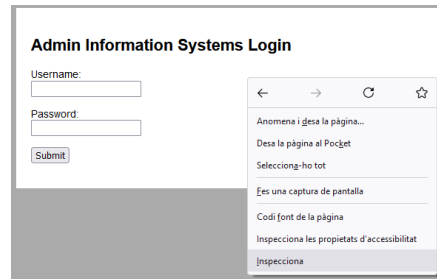 Admin Information Systems Login
Username:
Password:
Submit
Anomena i desa la pàgina...
Desa la pàgina al Pocket
Selecciona-ho tot
Fes una captura de pantalla
Codi font de la pàgina
Inspecciona les propietats d'accessibilitat
Inspecciona